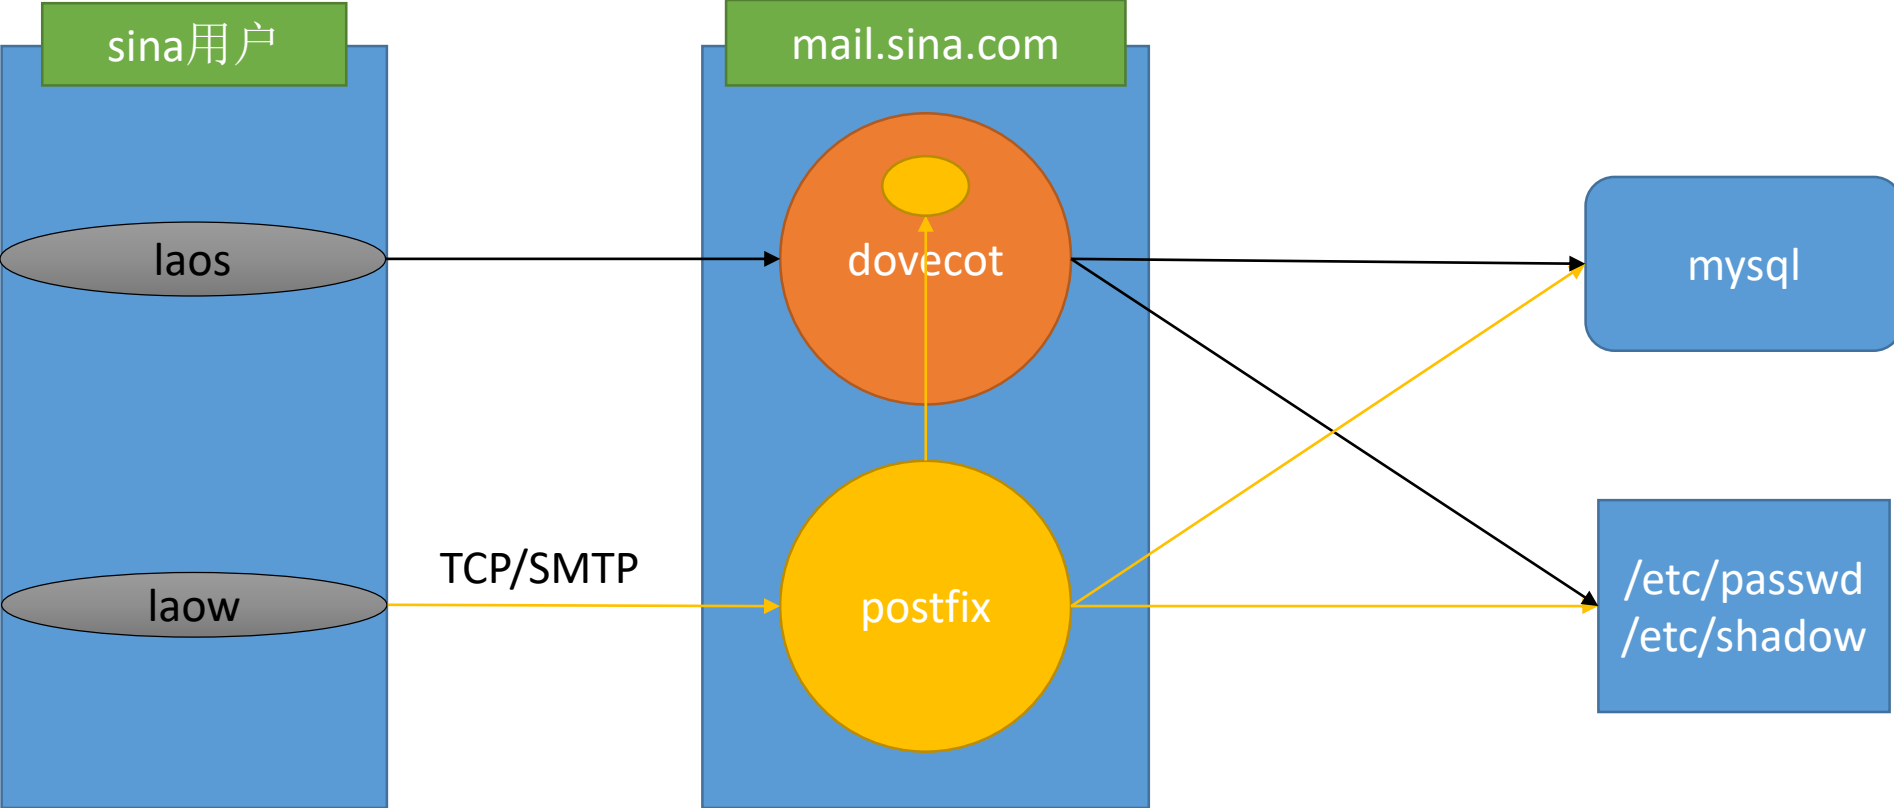 sina用户
mail.sina.com
laos
dovecot
mysql
TCP/SMTP
laow
postfix
/etc/passwd
/etc/shadow